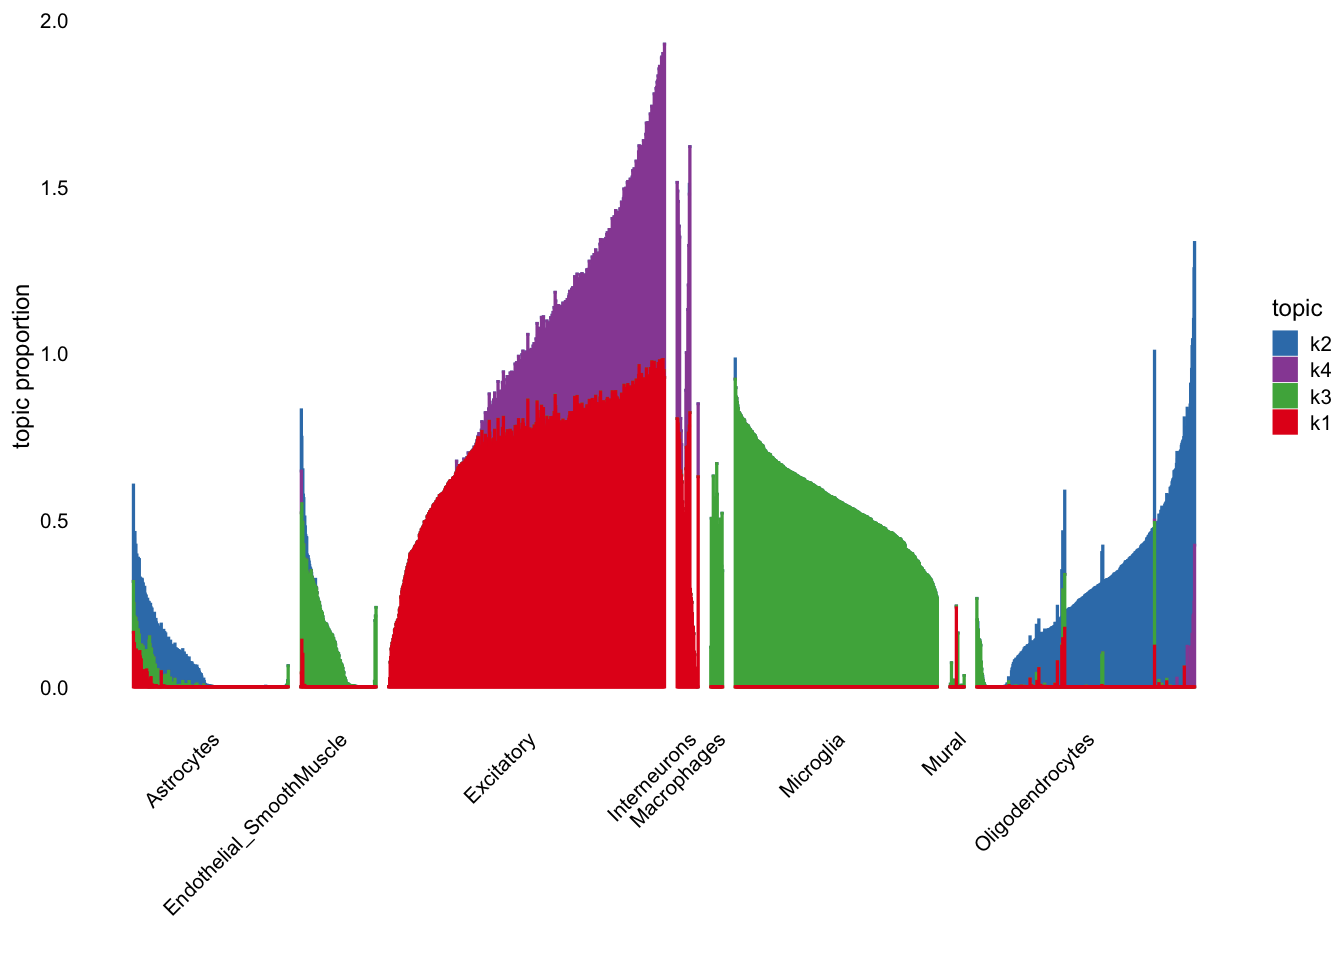 2.0
1.5
1.0
0.5
0.0
topic proportion
Astrocytes
Endothelial_SmoothMuscle
Excitatory
Interneurons
Macrophages
Microglia
Mural
Oligodendrocytes
topic
k2
k4
k3
k1